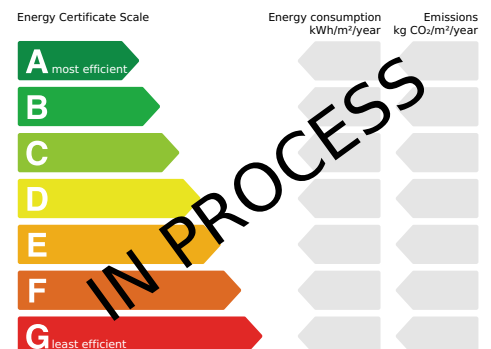 Energy Certificate Scale
Energy consumption
kWh/m²/year
Emissions
kg CO₂/m²/year
A most efficient
B
C
D
E
F
G least efficient
IN PROCESS